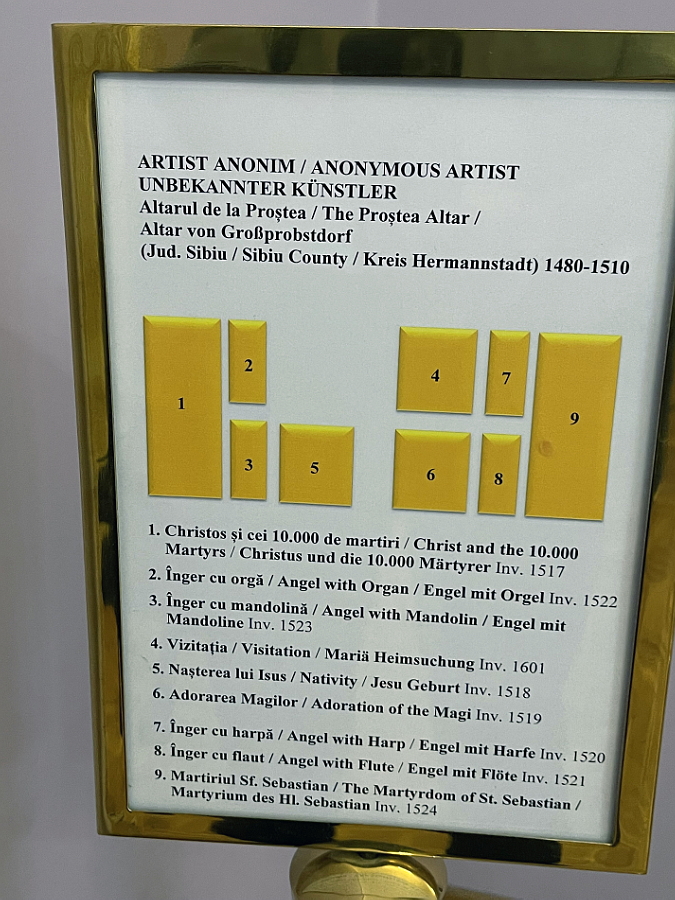 ARTIST ANONIM / ANONYMOUS ARTIST
UNBEKANNTER KÜNSTLER
Altarul de la Proștea / The Proștea Altar /
Altar von Großprobstdorf
(Jud. Sibiu / Sibiu County / Kreis Hermannstadt) 1480-1510
1
2
3
5
4
7
6
8
9
1. Christos și cei 10.000 de martiri / Christ and the 10.000
Martyrs / Christus und die 10.000 Märtyrer Inv. 1517
2. Înger cu orgă / Angel with Organ / Engel mit Orgel Inv. 1522
3. Înger cu mandolină / Angel with Mandolin / Engel mit
Mandoline Inv. 1523
4. Vizitația / Visitation / Mariä Heimsuchung Inv. 1601
5. Nașterea lui Isus / Nativity / Jesu Geburt Inv. 1518
6. Adorarea Magilor / Adoration of the Magi Inv. 1519
7. Înger cu harpă / Angel with Harp / Engel mit Harfe Inv. 1520
8. Înger cu flaut / Angel with Flute / Engel mit Flöte Inv. 1521
9. Martiriul Sf. Sebastian / The Martyrdom of St. Sebastian /
Martyrium des Hl. Sebastian Inv. 1524